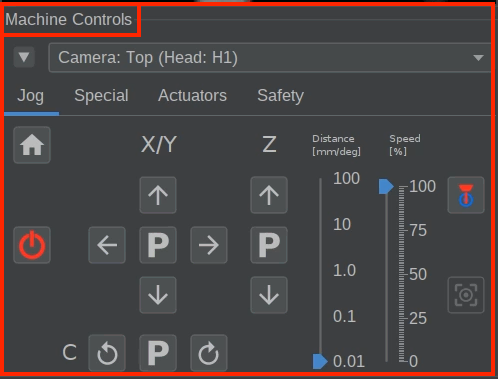 Machine Controls
Camera: Top (Head: H1)
Jog Special Actuators Safety
X/Y Z Distance [mm/deg] Speed [%]
100 100
10 75
P P
1.0 50
0.1 25
C P 0.01 0